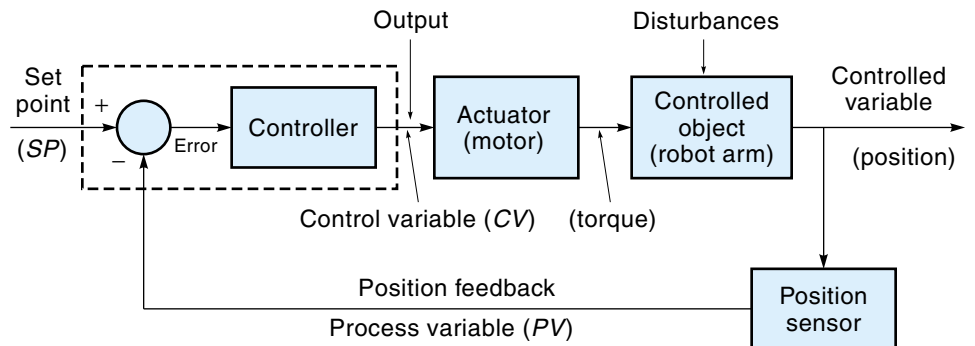 Output
Disturbances
Set
point
+
(SP)
−
Error
Controller
Actuator
(motor)
Controlled
object
(robot arm)
Controlled
variable
(position)
Control variable (CV)
(torque)
Position feedback
Process variable (PV)
Position
sensor